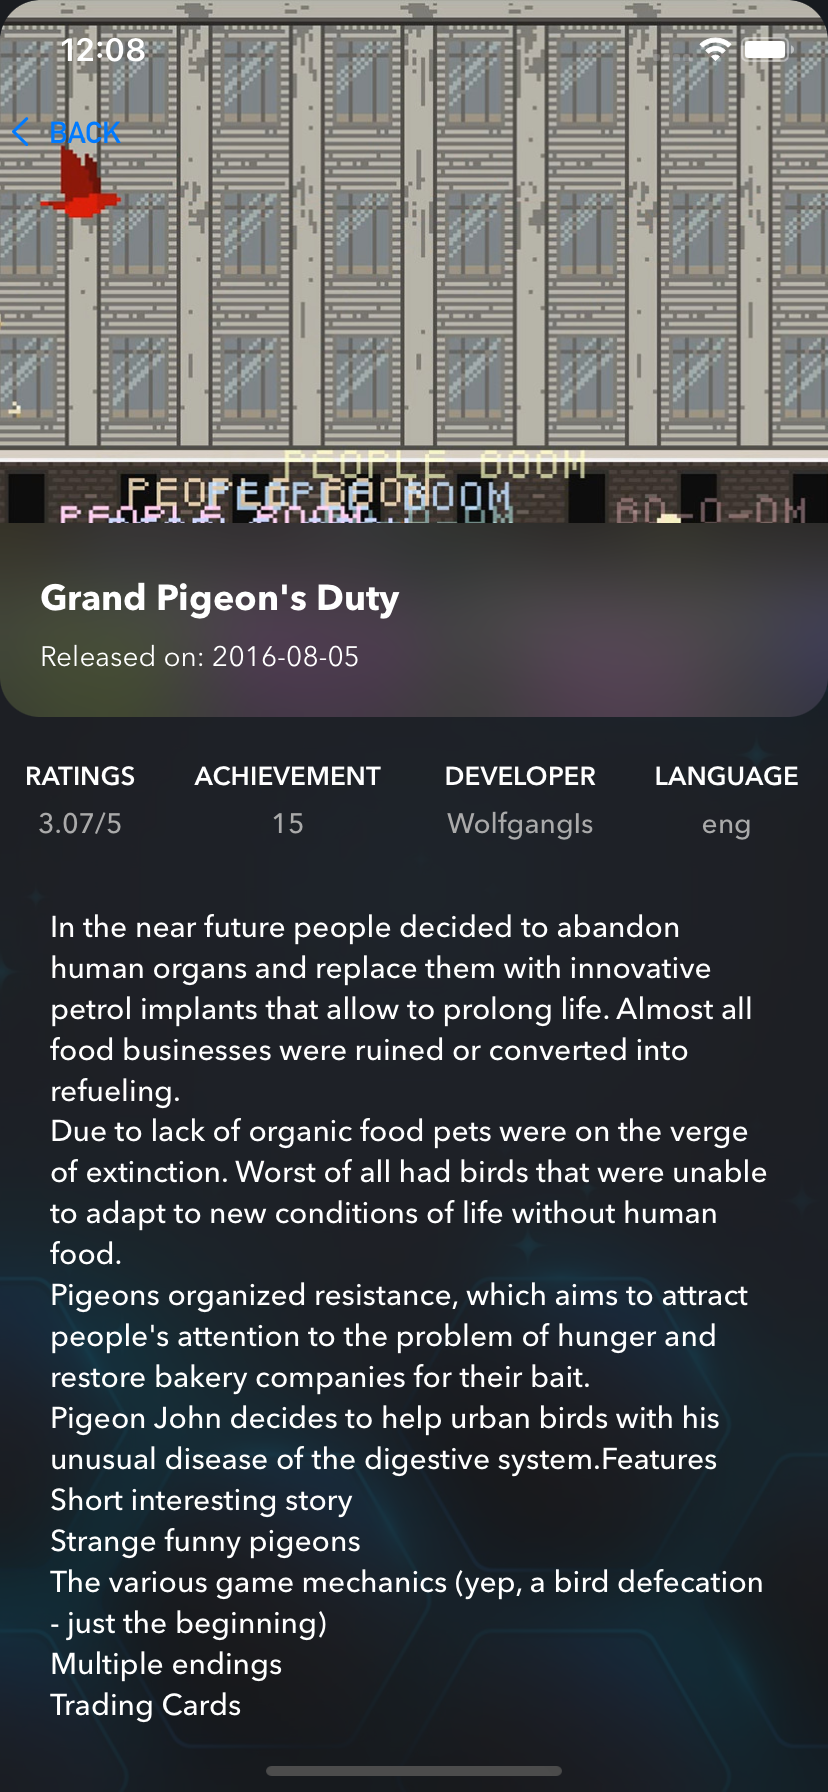 12:08
BACK
PEOPLE BOOM
PEOPLE BOOM
PEOPLE BOOM
BO-O-OM
PEOPLE BOOM
Grand Pigeon's Duty
Released on: 2016-08-05
RATINGS ACHIEVEMENT DEVELOPER LANGUAGE
3.07/5 15 WolfgangIs eng
In the near future people decided to abandon
human organs and replace them with innovative
petrol implants that allow to prolong life. Almost all
food businesses were ruined or converted into
refueling.
Due to lack of organic food pets were on the verge
of extinction. Worst of all had birds that were unable
to adapt to new conditions of life without human
food.
Pigeons organized resistance, which aims to attract
people's attention to the problem of hunger and
restore bakery companies for their bait.
Pigeon John decides to help urban birds with his
unusual disease of the digestive system.Features
Short interesting story
Strange funny pigeons
The various game mechanics (yep, a bird defecation
- just the beginning)
Multiple endings
Trading Cards